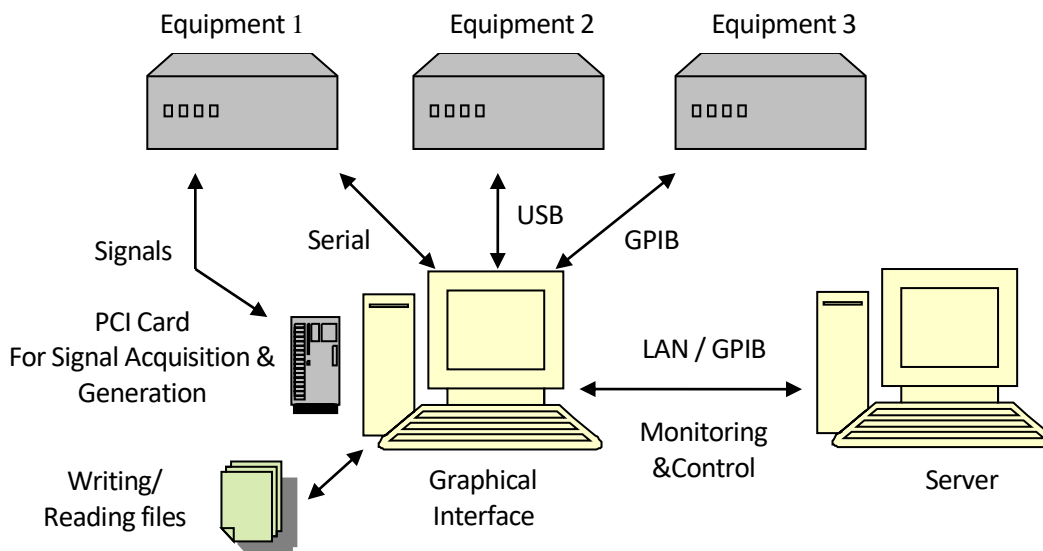 Equipment 1
Equipment 2
Equipment 3
USB
Serial
GPIB
Signals
PCI Card
For Signal Acquisition &
Generation
LAN / GPIB
Monitoring
&Control
Writing/
Reading files
Graphical
Interface
Server